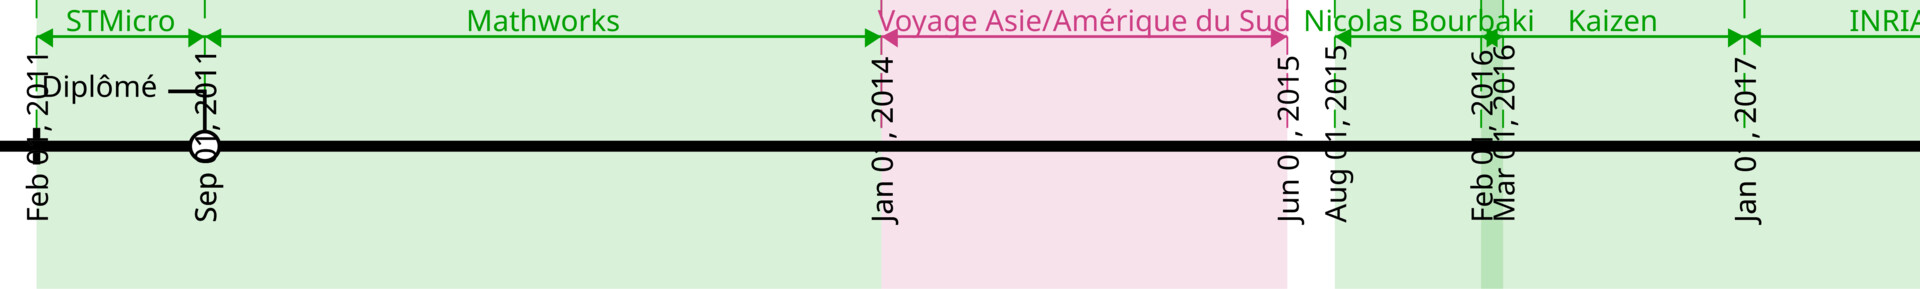 STMicro
Mathworks
Voyage Asie/Amérique du Sud
Nicolas Bourbaki
Kaizen
INRIA
Diplômé
Feb 01, 2011
Sep 01, 2011
Jan 01, 2014
Jun 01, 2015
Aug 01, 2015
Feb 01, 2016
Mar 01, 2016
Jan 01, 2017